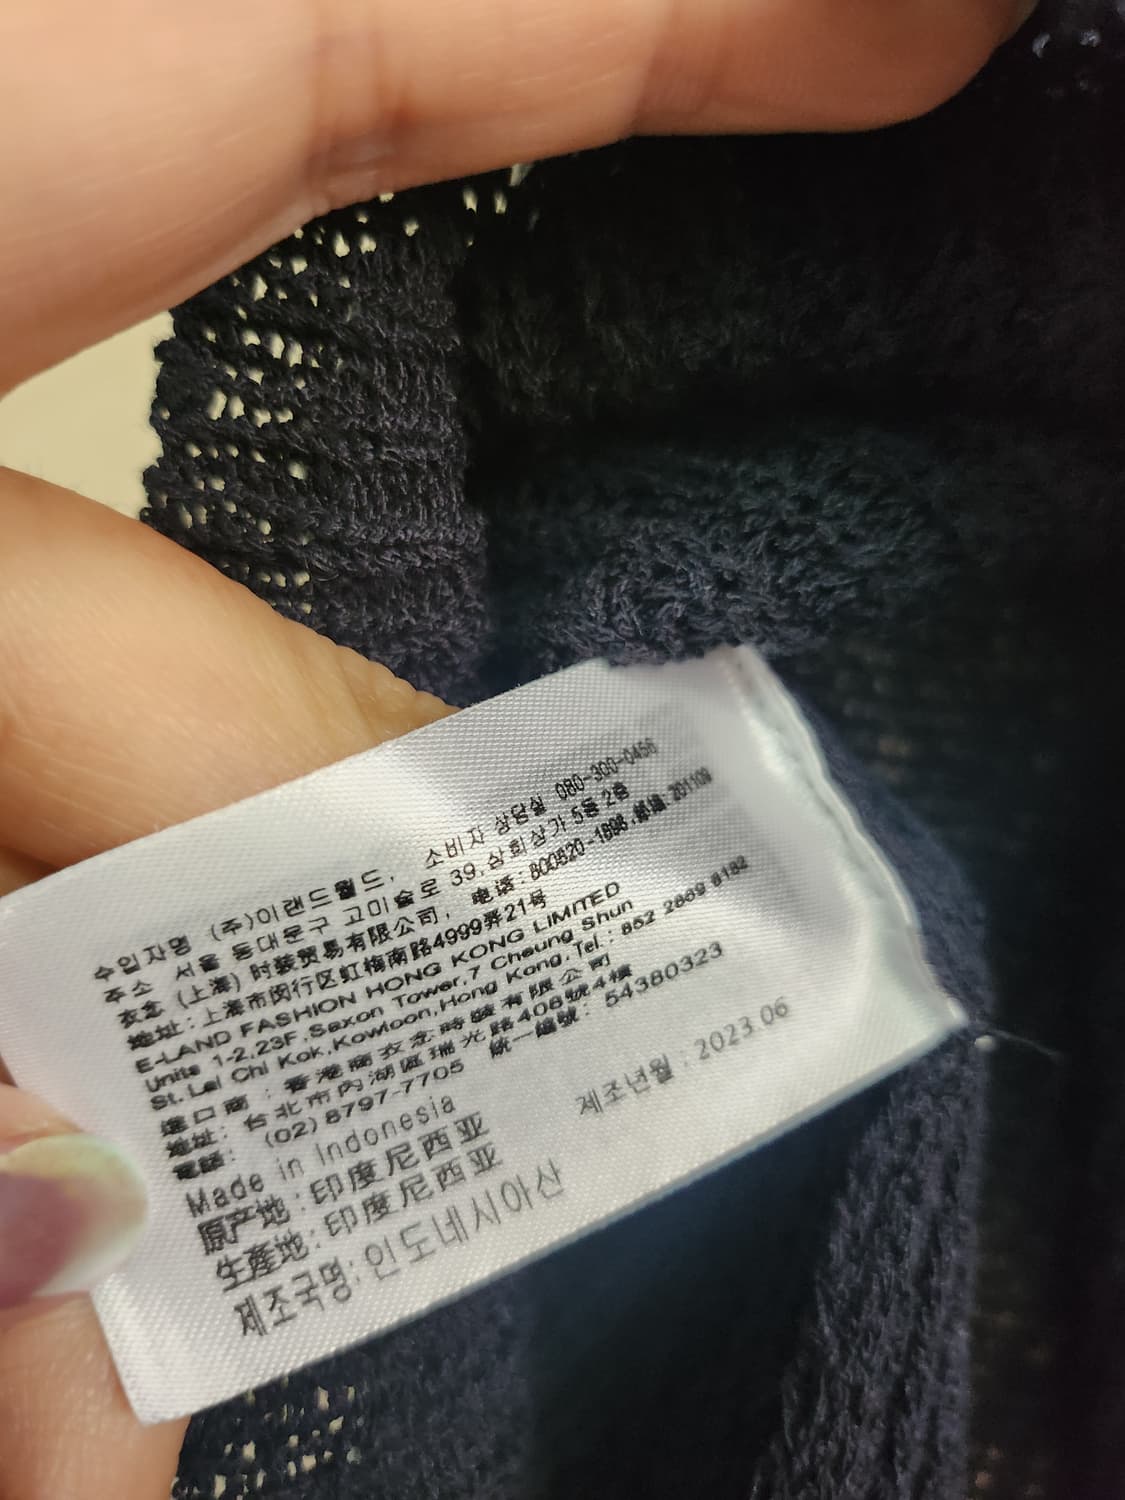 수입자명 (주)이랜드월드, 소비자 상담실 080-300-0456
주소 서울 동대문구 고미술로 39,삼희상가 5동 2층
衣念 (上海) 时装贸易有限公司, 电话: 800820-1898,邮编 201109
地址: 上海市闵行区虹梅南路4999弄21号
E-LAND FASHION HONG KONG LIMITED
Units 1-2,23F,Saxon Tower,7 Cheung Shun
St.Lai Chi Kok,Kowloon,Hong Kong,Tel.: 852 2869 8182
進口商: 香港商衣念時裝有限公司
地址: 台北市內湖區瑞光路408號4樓
電話: (02) 8797-7705 統一編號: 54380323
Made in Indonesia
原产地: 印度尼西亚 제조년월: 2023.06
生產地: 印度尼西亚
제조국명: 인도네시아산